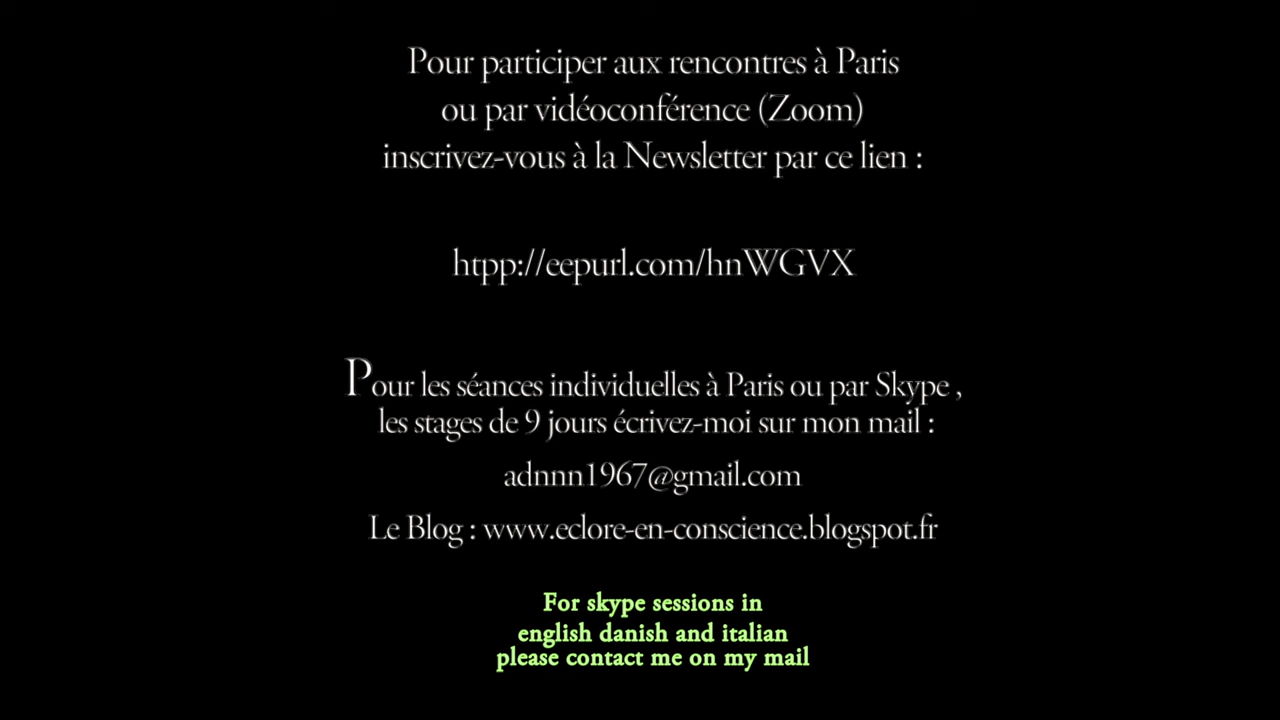 Pour participer aux rencontres à Paris
ou par vidéoconférence (Zoom)
inscrivez-vous à la Newsletter par ce lien :
htpp://eepurl.com/hnWGVX
Pour les séances individuelles à Paris ou par Skype ,
les stages de 9 jours écrivez-moi sur mon mail :
adnnn1967@gmail.com
Le Blog : www.eclore-en-conscience.blogspot.fr
For skype sessions in
english danish and italian
please contact me on my mail